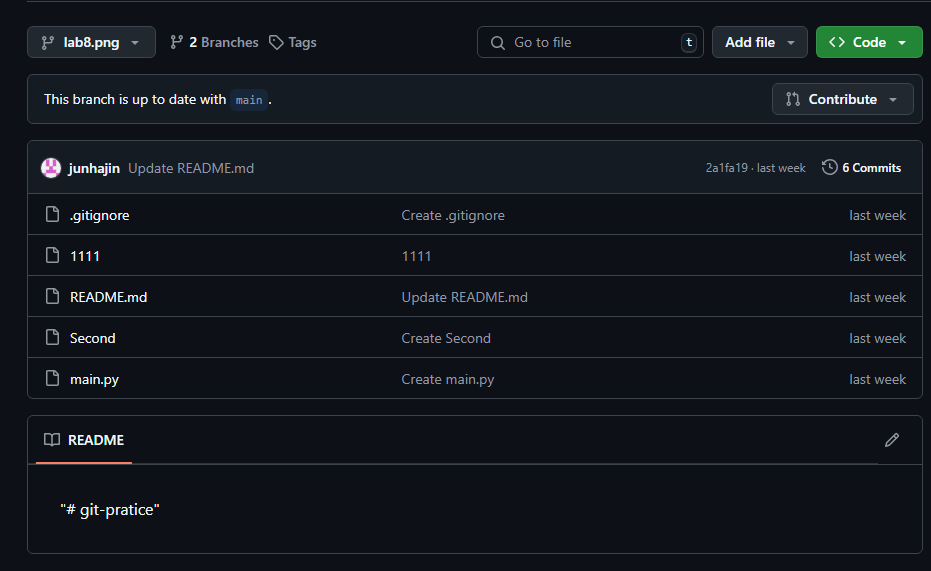 lab8.png 2 Branches Tags Go to file t Add file Code
This branch is up to date with main .
Contribute
junhajin Update README.md 2a1fa19 · last week 6 Commits
.gitignore Create .gitignore last week
1111 1111 last week
README.md Update README.md last week
Second Create Second last week
main.py Create main.py last week
README
"# git-pratice"